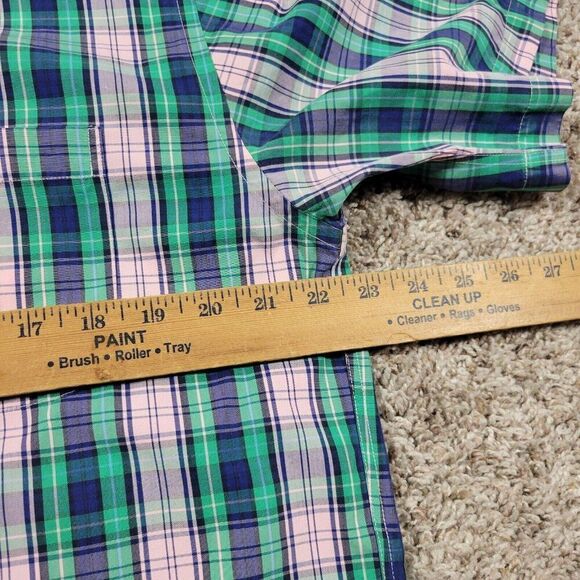 17 18 19 20 21 22 23 24 25 26 27
PAINT
• Brush • Roller • Tray
CLEAN UP
• Cleaner • Rags • Gloves